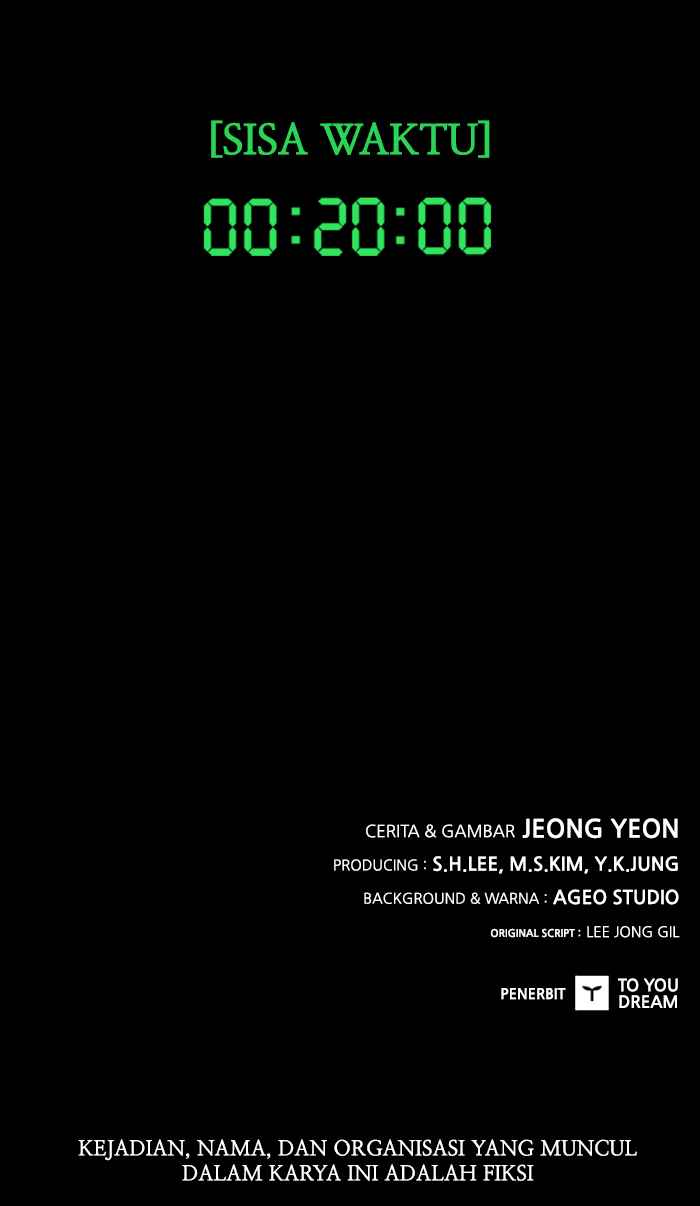 [SISA WAKTU]
00:20:00
CERITA & GAMBAR JEONG YEON
PRODUCING : S.H.LEE, M.S.KIM, Y.K.JUNG
BACKGROUND & WARNA : AGEO STUDIO
ORIGINAL SCRIPT : LEE JONG GIL
PENERBIT TO YOU
DREAM
KEJADIAN, NAMA, DAN ORGANISASI YANG MUNCUL
DALAM KARYA INI ADALAH FIKSI